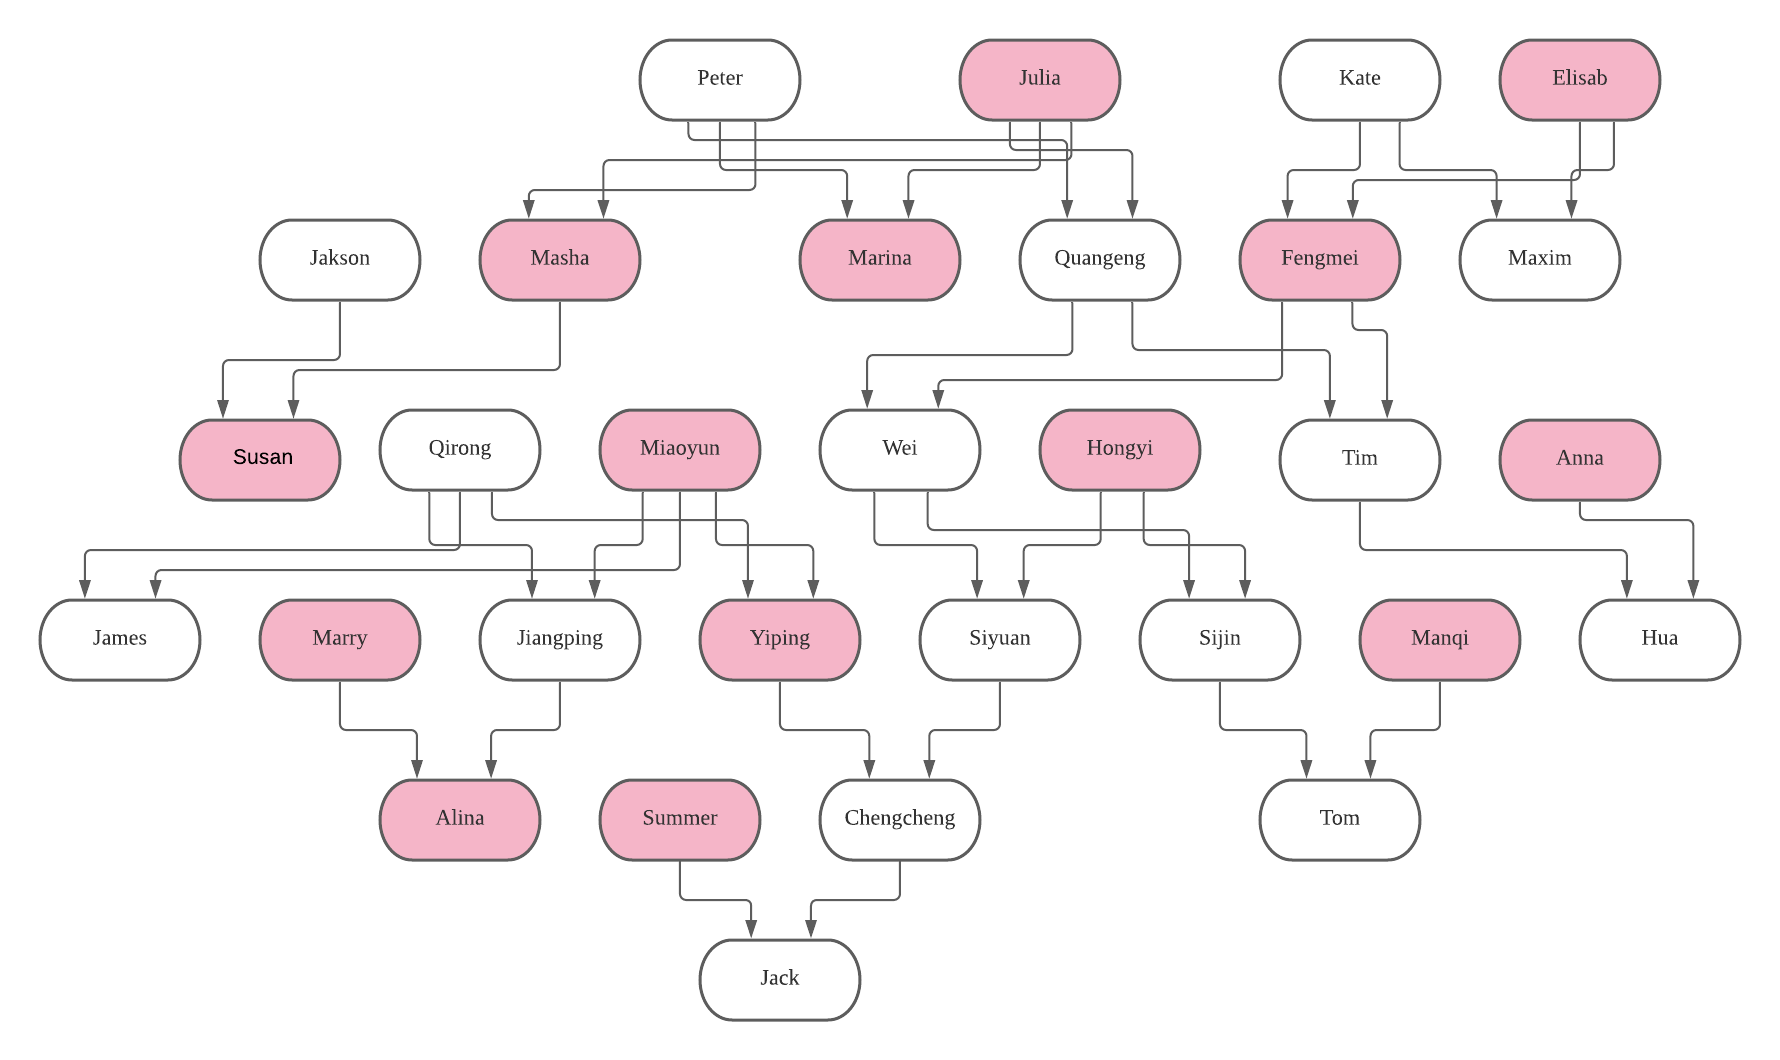 Peter
Julia
Kate
Elisab
Jakson
Masha
Marina
Quangeng
Fengmei
Maxim
Susan
Qirong
Miaoyun
Wei
Hongyi
Tim
Anna
James
Marry
Jiangping
Yiping
Siyuan
Sijin
Manqi
Hua
Alina
Summer
Chengcheng
Tom
Jack